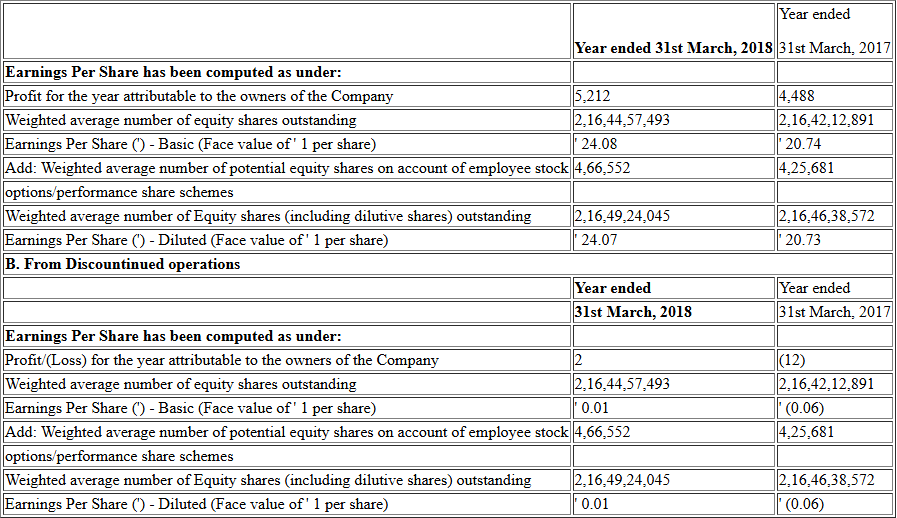 Year ended
Year ended 31st March, 2018 31st March, 2017
Earnings Per Share has been computed as under:
Profit for the year attributable to the owners of the Company 5,212 4,488
Weighted average number of equity shares outstanding 2,16,44,57,493 2,16,42,12,891
Earnings Per Share (') - Basic (Face value of ' 1 per share) ' 24.08 ' 20.74
Add: Weighted average number of potential equity shares on account of employee stock 4,66,552 4,25,681
options/performance share schemes
Weighted average number of Equity shares (including dilutive shares) outstanding 2,16,49,24,045 2,16,46,38,572
Earnings Per Share (') - Diluted (Face value of ' 1 per share) ' 24.07 ' 20.73
B. From Discountinued operations
Year ended Year ended
31st March, 2018 31st March, 2017
Earnings Per Share has been computed as under:
Profit/(Loss) for the year attributable to the owners of the Company 2 (12)
Weighted average number of equity shares outstanding 2,16,44,57,493 2,16,42,12,891
Earnings Per Share (') - Basic (Face value of ' 1 per share) ' 0.01 ' (0.06)
Add: Weighted average number of potential equity shares on account of employee stock 4,66,552 4,25,681
options/performance share schemes
Weighted average number of Equity shares (including dilutive shares) outstanding 2,16,49,24,045 2,16,46,38,572
Earnings Per Share (') - Diluted (Face value of ' 1 per share) ' 0.01 ' (0.06)